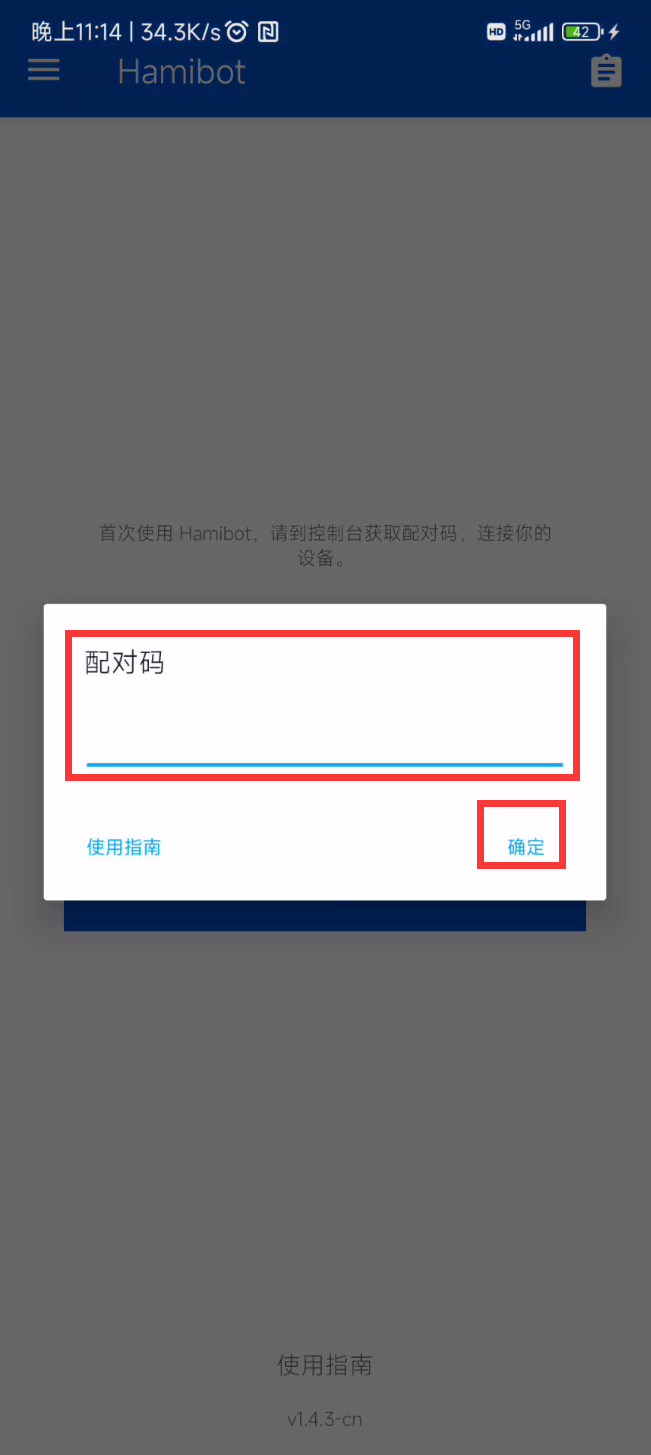 晚上11:14 | 34.3K/s HD 5G 42
Hamibot
首次使用 Hamibot，请到控制台获取配对码，连接你的
设备。
配对码
使用指南 确定
使用指南
v1.4.3-cn